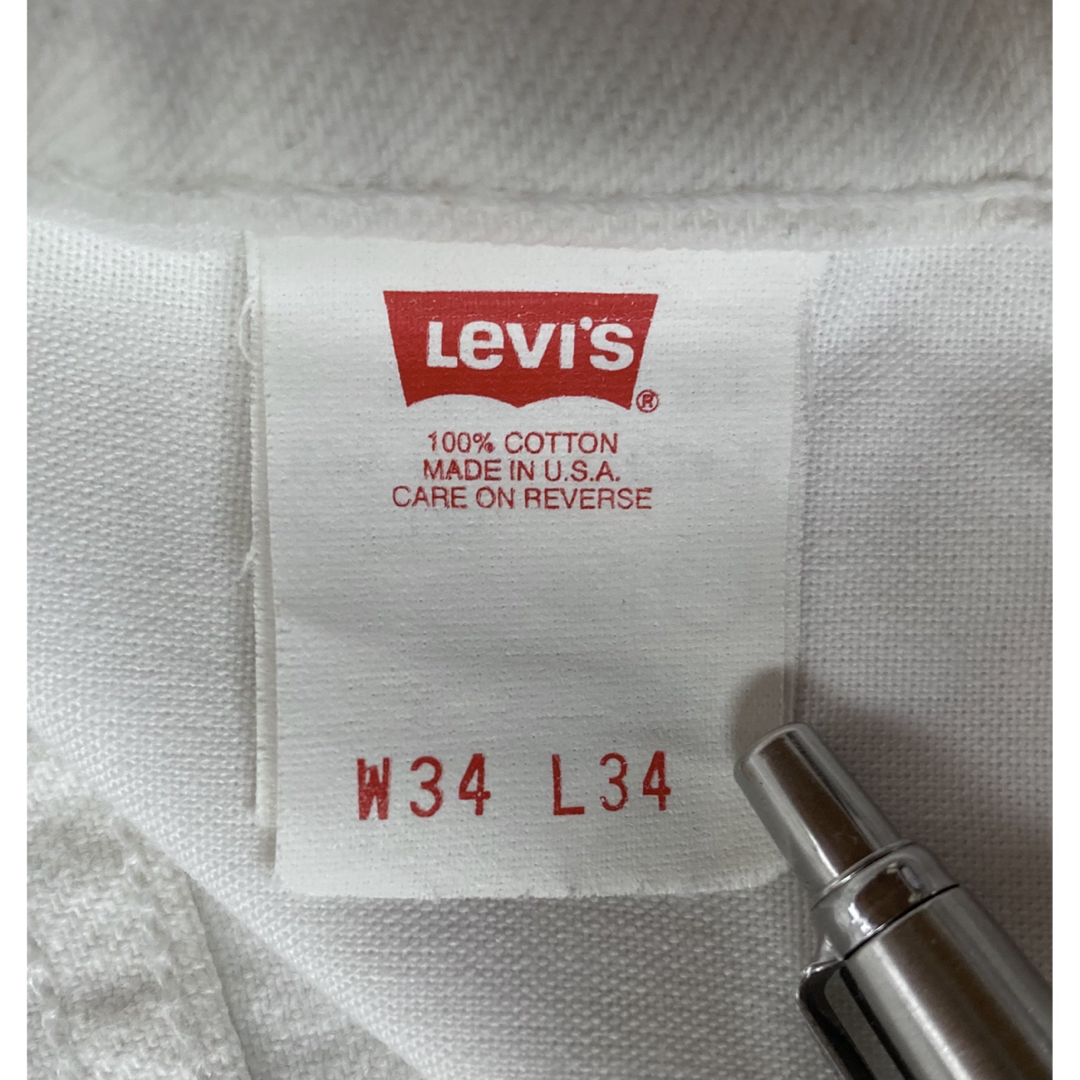 Levi's
®
100% COTTON
MADE IN U.S.A.
CARE ON REVERSE
W34 L34